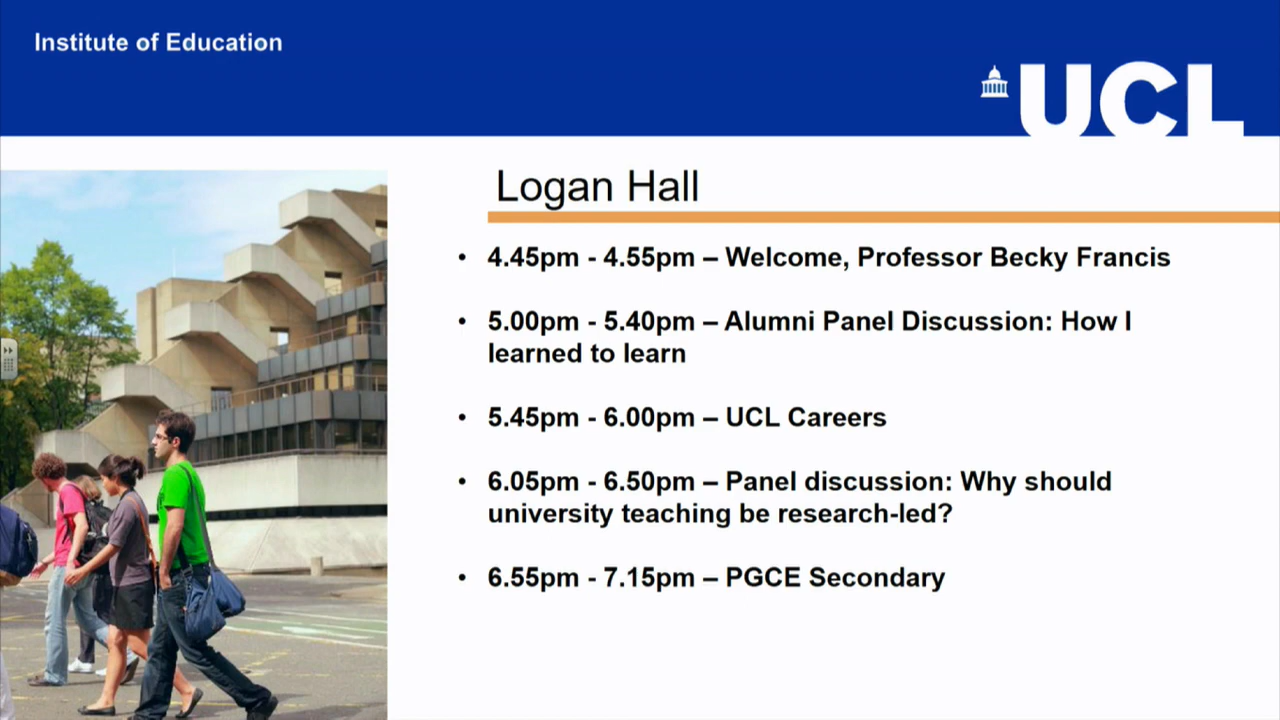 Institute of Education
UCL
Logan Hall
• 4.45pm - 4.55pm – Welcome, Professor Becky Francis
• 5.00pm - 5.40pm – Alumni Panel Discussion: How I
learned to learn
• 5.45pm - 6.00pm – UCL Careers
• 6.05pm - 6.50pm – Panel discussion: Why should
university teaching be research-led?
• 6.55pm - 7.15pm – PGCE Secondary